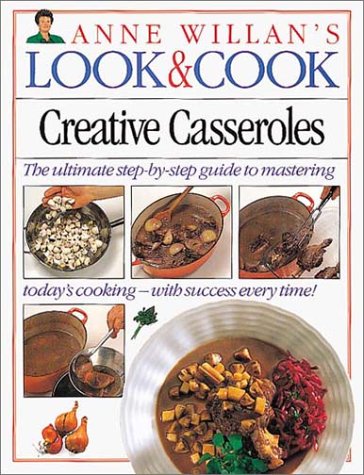 ANNE WILLAN'S
LOOK & COOK
Creative Casseroles
The ultimate step-by-step guide to mastering
today's cooking – with success every time!